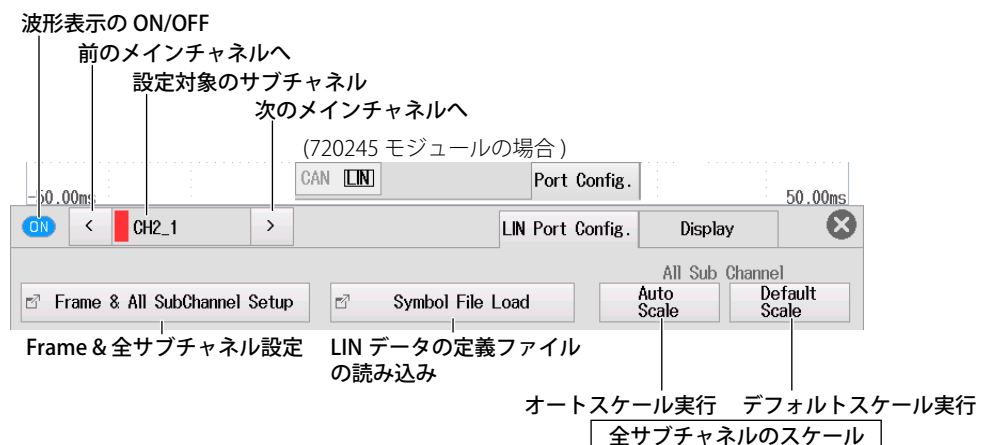 波形表示の ON/OFF
前のメインチャネルへ
設定対象のサブチャネル
次のメインチャネルへ
(720245 モジュールの場合 )
CAN LIN Port Config.
-50.00ms 50.00ms
ON < CH2_1 > LIN Port Config. Display
All Sub Channel
Frame & All SubChannel Setup Symbol File Load Auto Scale Default Scale
Frame & 全サブチャネル設定 LIN データの定義ファイル
の読み込み
オートスケール実行 デフォルトスケール実行
全サブチャネルのスケール